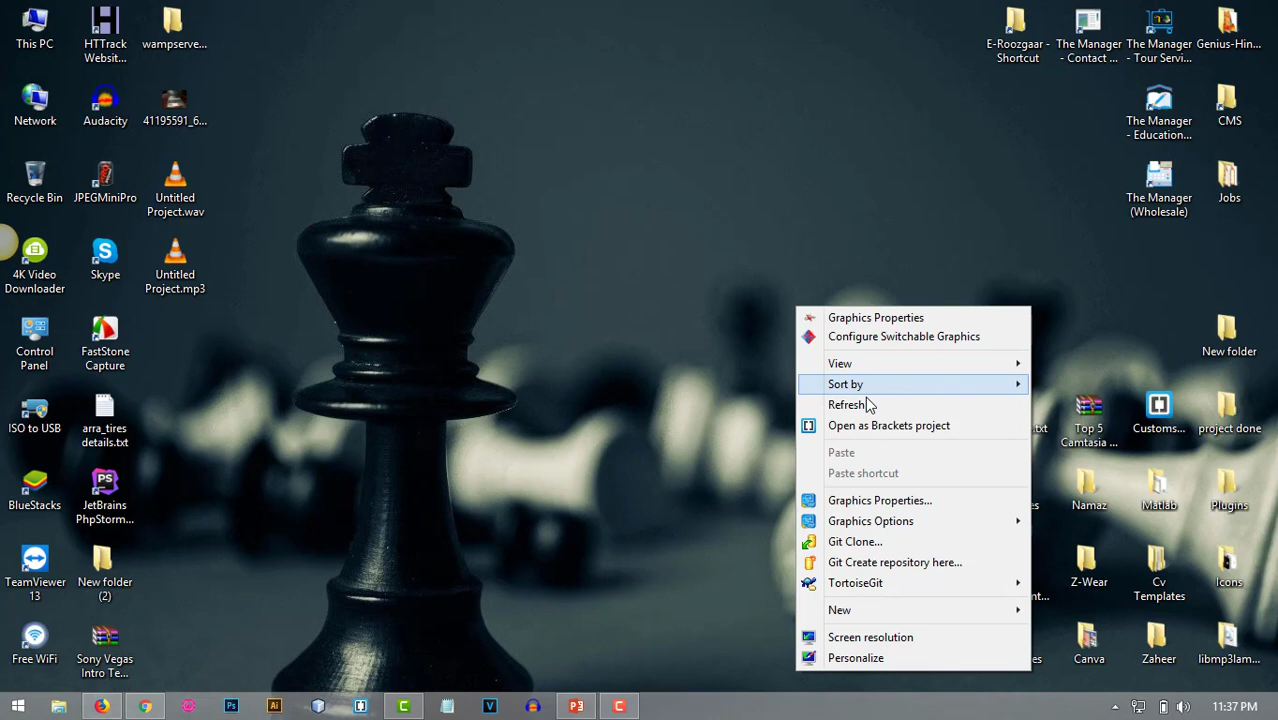 This PC
HTTrack
Websit...
wampserve...
E-Roozgaar -
Shortcut
The Manager
- Contact ...
The Manager
- Tour Servi...
Genius-Hin...
Network
Audacity
41195591_6...
The Manager
- Education...
CMS
Recycle Bin
JPEGMiniPro
Untitled
Project.wav
The Manager
(Wholesale)
Jobs
4K Video
Downloader
Skype
Untitled
Project.mp3
Control
Panel
FastStone
Capture
New folder
ISO to USB
arra_tires
details.txt
Top 5
Camtasia ...
Customs...
project done
BlueStacks
JetBrains
PhpStorm...
Namaz
Matlab
Plugins
TeamViewer
13
New folder
(2)
Z-Wear
Cv
Templates
Icons
Free WiFi
Sony Vegas
Intro Te...
Canva
Zaheer
libmp3lam...
Graphics Properties
Configure Switchable Graphics
View
Sort by
Refresh
Open as Brackets project
Paste
Paste shortcut
Graphics Properties...
Graphics Options
Git Clone...
Git Create repository here...
TortoiseGit
New
Screen resolution
Personalize
11:37 PM